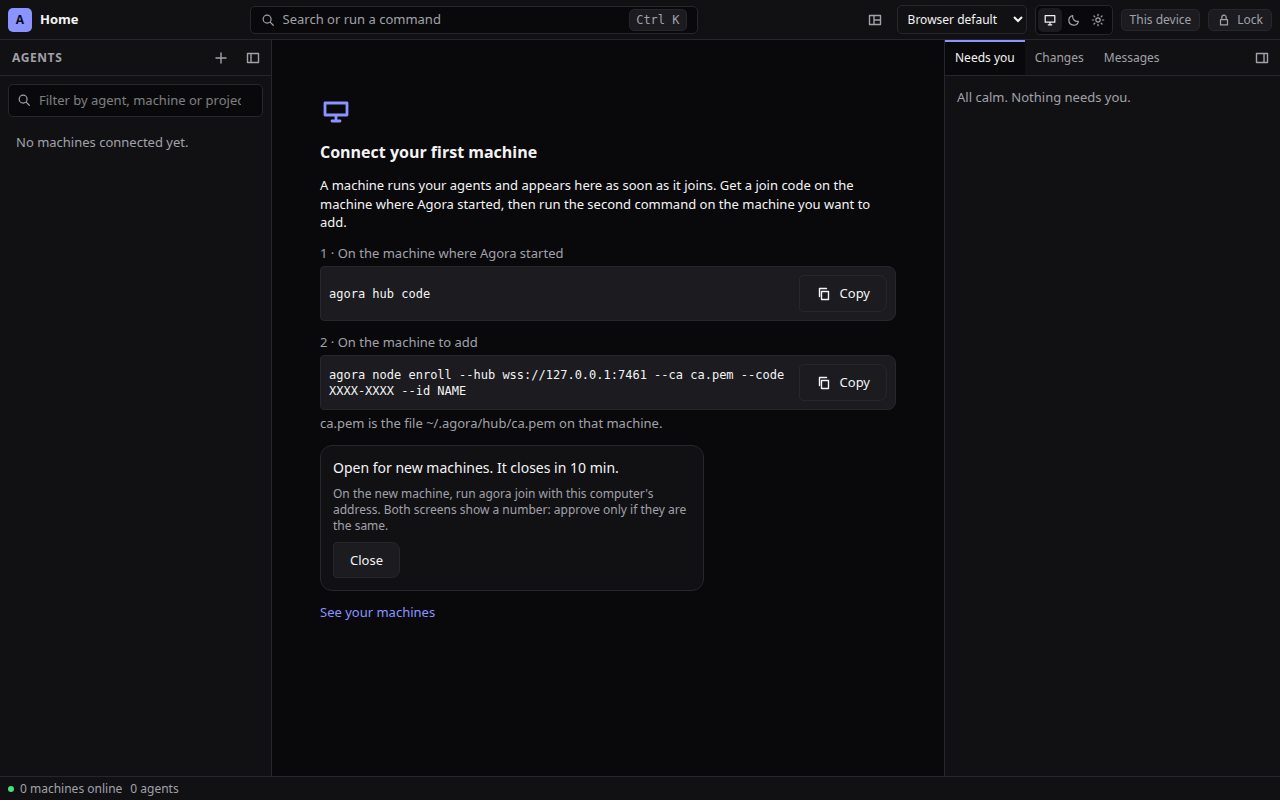 A Home
Search or run a command
Ctrl K
Browser default
This device
Lock
AGENTS
Filter by agent, machine or projec
No machines connected yet.
Connect your first machine
A machine runs your agents and appears here as soon as it joins. Get a join code on the
machine where Agora started, then run the second command on the machine you want to
add.
1 · On the machine where Agora started
agora hub code
Copy
2 · On the machine to add
agora node enroll --hub wss://127.0.0.1:7461 --ca ca.pem --code
XXXX-XXXX --id NAME
Copy
ca.pem is the file ~/.agora/hub/ca.pem on that machine.
Open for new machines. It closes in 10 min.
On the new machine, run agora join with this computer's
address. Both screens show a number: approve only if they are
the same.
Close
See your machines
Needs you
Changes
Messages
All calm. Nothing needs you.
0 machines online
0 agents